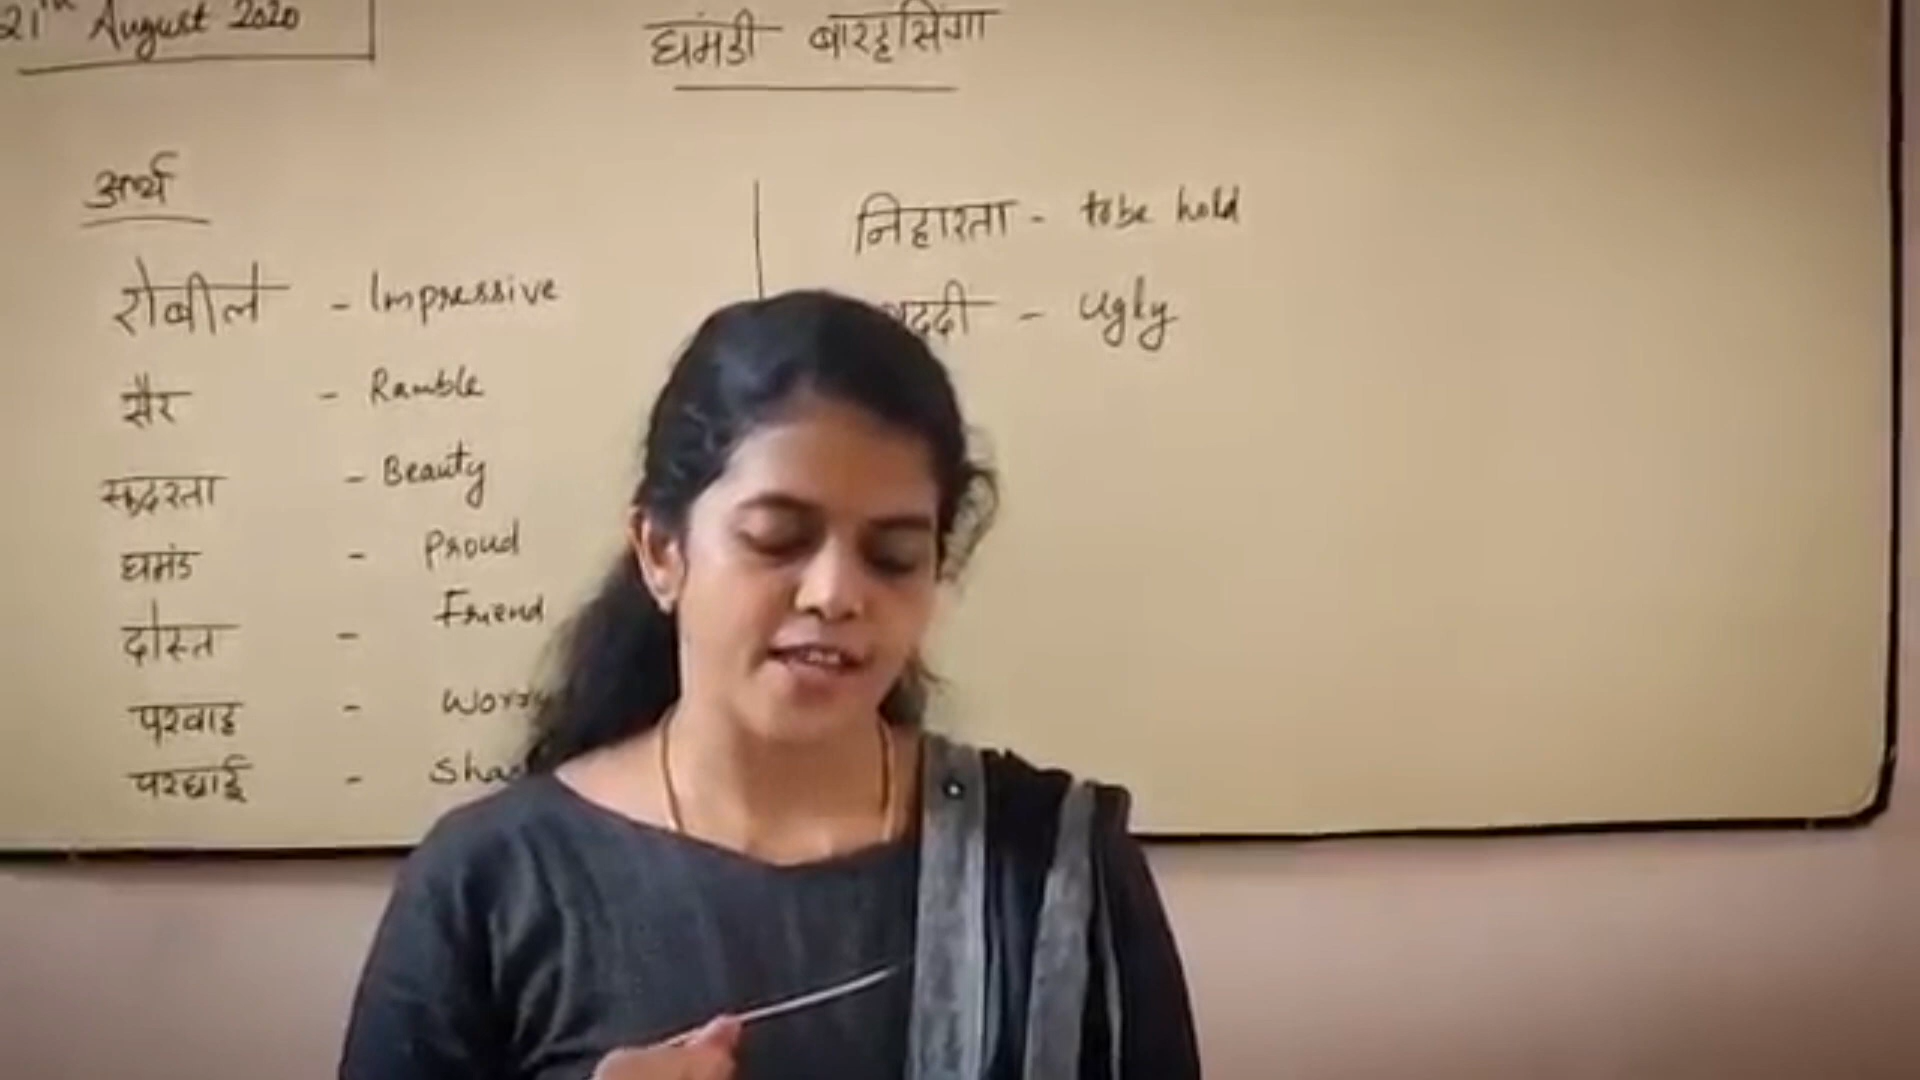 21th August 2020
घमंडी बारहसिंगा
अर्थ
रोबीले - Impressive
सैर - Ramble
सुन्दरता - Beauty
घमंड - Proud
दोस्त - Friend
परवाह - Worry
परछाई -
निहारता - to be hold
- Ugly